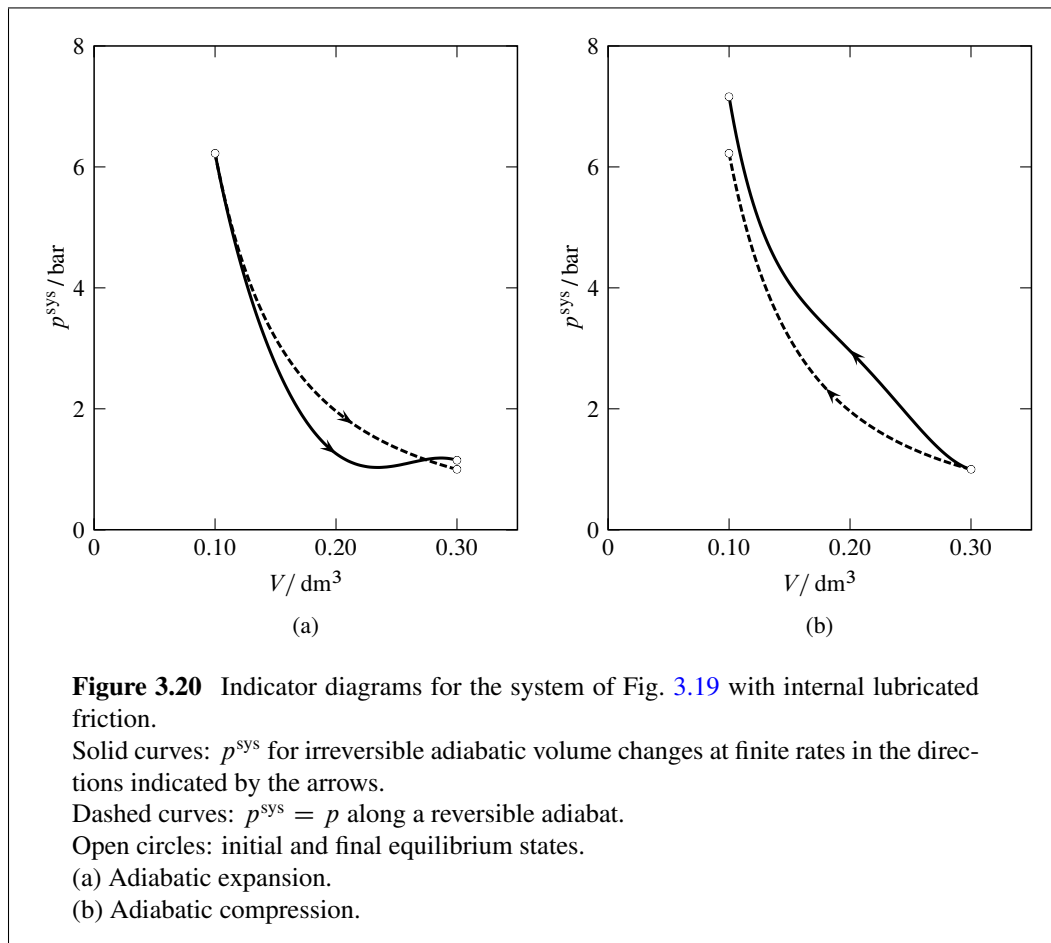 8
6
4
2
0
p^sys/bar
0
0.10
0.20
0.30
V/ dm³
(a)
8
6
4
2
0
p^sys/bar
0
0.10
0.20
0.30
V/ dm³
(b)
Figure 3.20 Indicator diagrams for the system of Fig. 3.19 with internal lubricated
friction.
Solid curves: p^sys for irreversible adiabatic volume changes at finite rates in the direc-
tions indicated by the arrows.
Dashed curves: p^sys = p along a reversible adiabat.
Open circles: initial and final equilibrium states.
(a) Adiabatic expansion.
(b) Adiabatic compression.